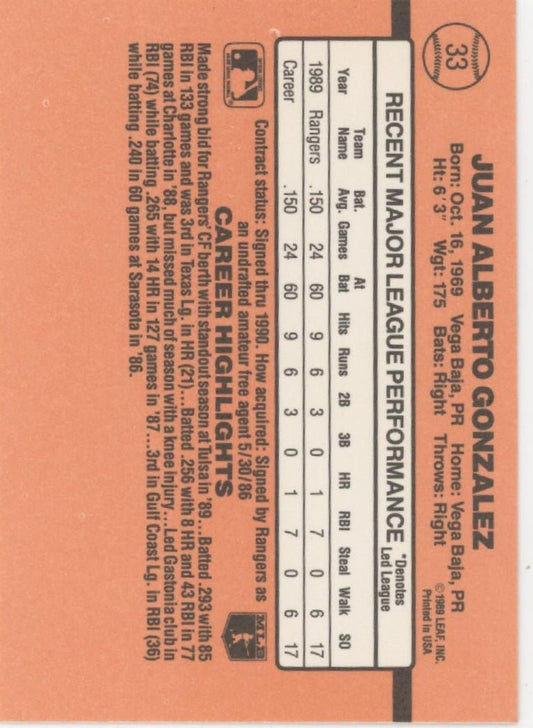 33
JUAN ALBERTO GONZALEZ
Born: Oct. 16, 1969 Vega Baja, PR Home: Vega Baja, PR
Ht: 6'3" Wgt: 175 Bats: Right Throws: Right
© 1989 LEAF, INC.
Printed in USA
RECENT MAJOR LEAGUE PERFORMANCE *Denotes
Led League
Year Team Name Bat. Avg. Games At Bat Hits Runs 2B 3B HR RBI Steal Walk SO
1989 Rangers .150 24 60 9 6 3 0 1 7 0 6 17
Career .150 24 60 9 6 3 0 1 7 0 6 17
Contract status: Signed thru 1990. How acquired: Signed by Rangers as
an undrafted amateur free agent 5/30/86
MLB
CAREER HIGHLIGHTS
Made strong bid for Rangers' CF berth with standout season at Tulsa in '89...Batted .293 with 85
RBI in 133 games and was 3rd in Texas Lg. in HR (21)...Batted .256 with 8 HR and 43 RBI in 77
games at Charlotte in '88, but missed much of season with a knee injury...Led Gastonia club in
RBI (74) while batting .265 with 14 HR in 127 games in '87...3rd in Gulf Coast Lg. in RBI (36)
while batting .240 in 60 games at Sarasota in '86.